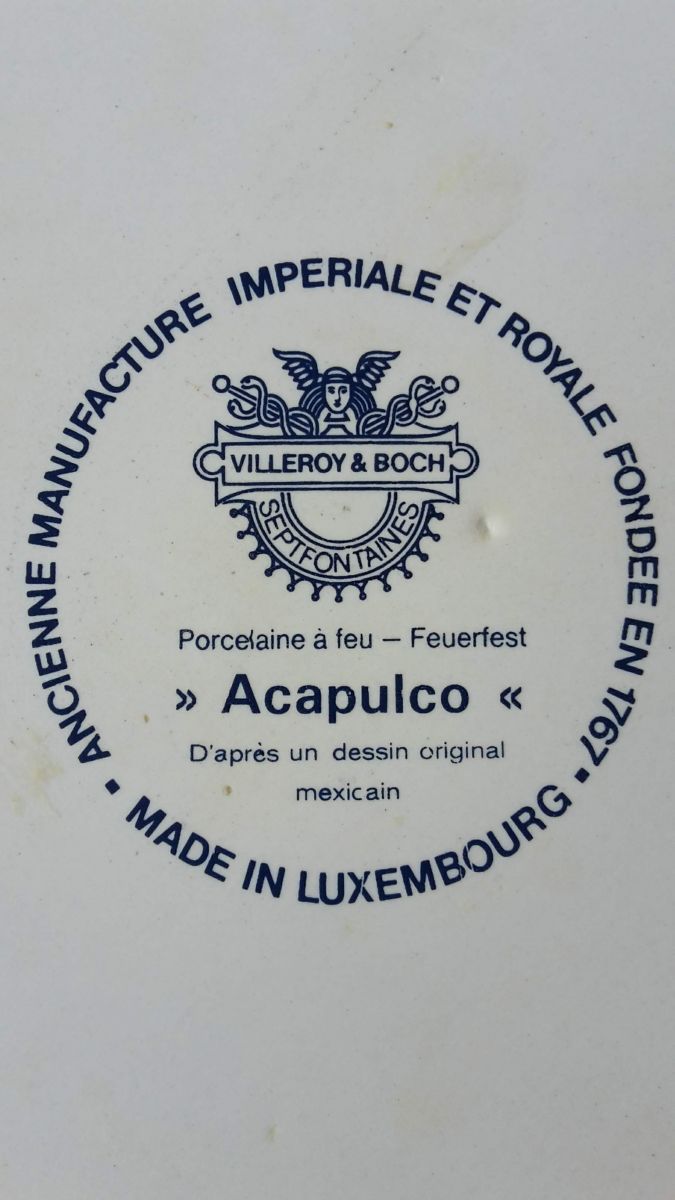 ANCIENNE MANUFACTURE IMPERIALE ET ROYALE FONDEE EN 1767
VILLEROY & BOCH
SEPTFONTAINES
Porcelaine à feu – Feuerfest
» Acapulco «
D'après un dessin original
mexicain
• MADE IN LUXEMBOURG •